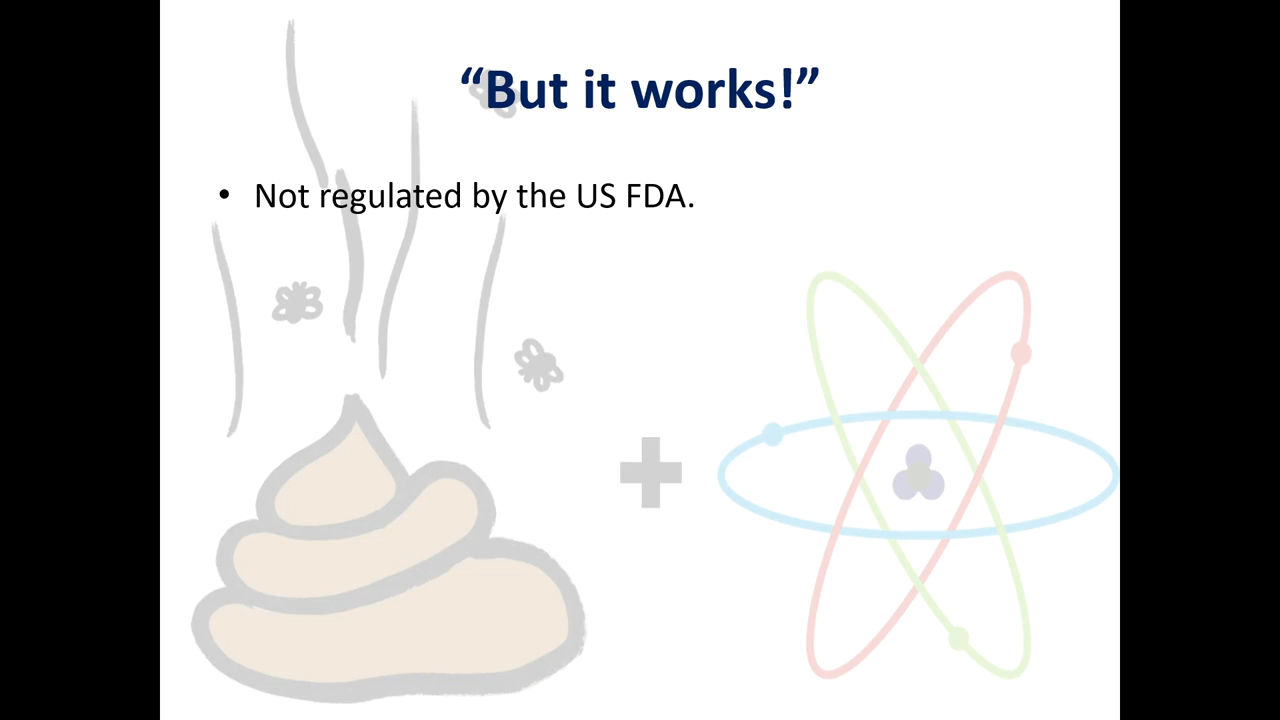 “But it works!”
• Not regulated by the US FDA.